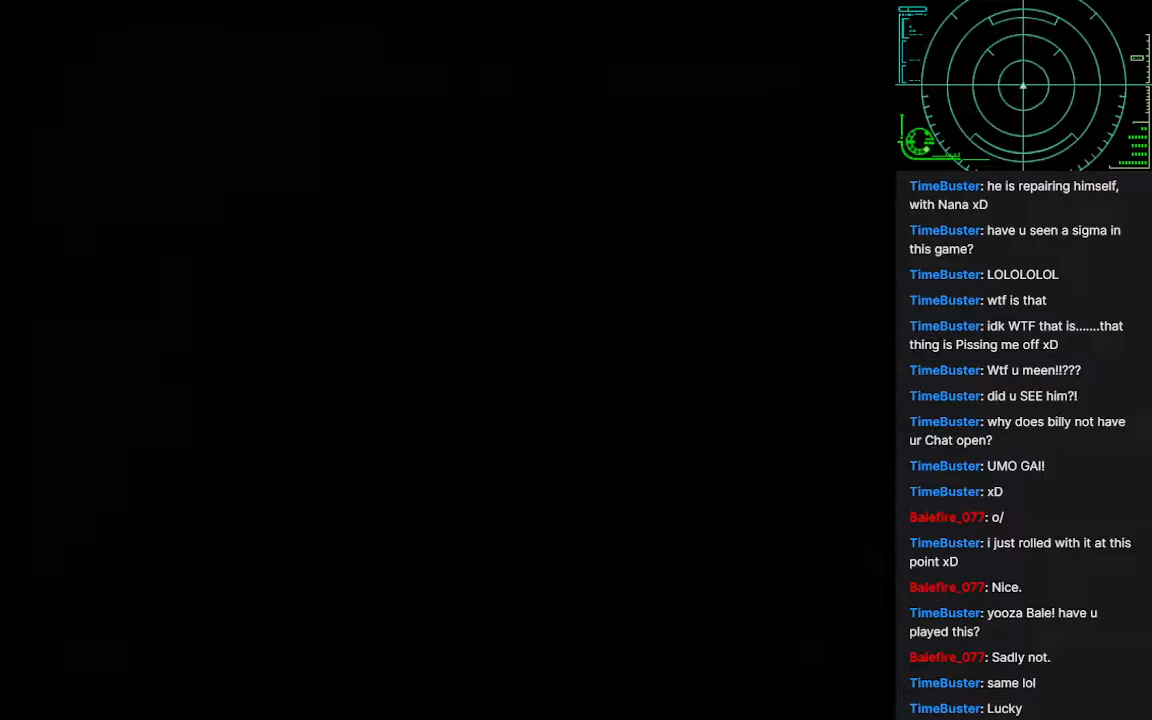 TimeBuster: he is repairing himself,
with Nana xD
TimeBuster: have u seen a sigma in
this game?
TimeBuster: LOLOLOLOL
TimeBuster: wtf is that
TimeBuster: idk WTF that is.......that
thing is Pissing me off xD
TimeBuster: Wtf u meen!!???
TimeBuster: did u SEE him?!
TimeBuster: why does billy not have
ur Chat open?
TimeBuster: UMO GAI!
TimeBuster: xD
Balefire_077: o/
TimeBuster: i just rolled with it at this
point xD
Balefire_077: Nice.
TimeBuster: yooza Bale! have u
played this?
Balefire_077: Sadly not.
TimeBuster: same lol
TimeBuster: Lucky